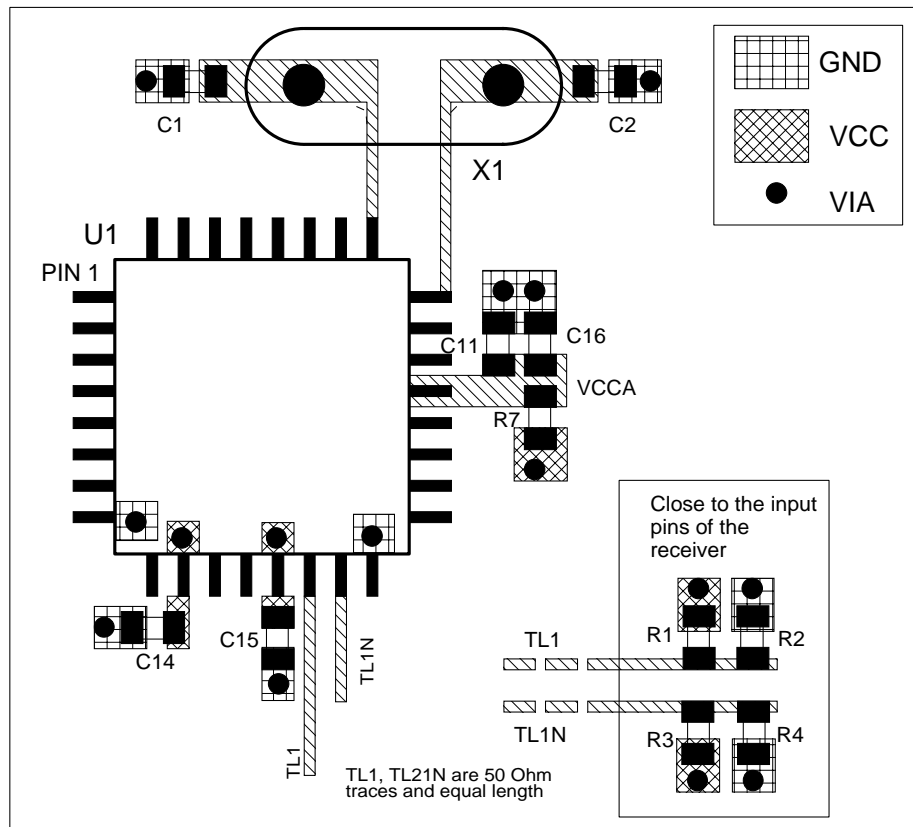 C1
C2
X1
GND
VCC
VIA
U1
PIN 1
C11
C16
VCCA
R7
C14
C15
TL1
TL1N
TL1, TL21N are 50 Ohm
traces and equal length
Close to the input
pins of the
receiver
R1
R2
TL1
TL1N
R3
R4